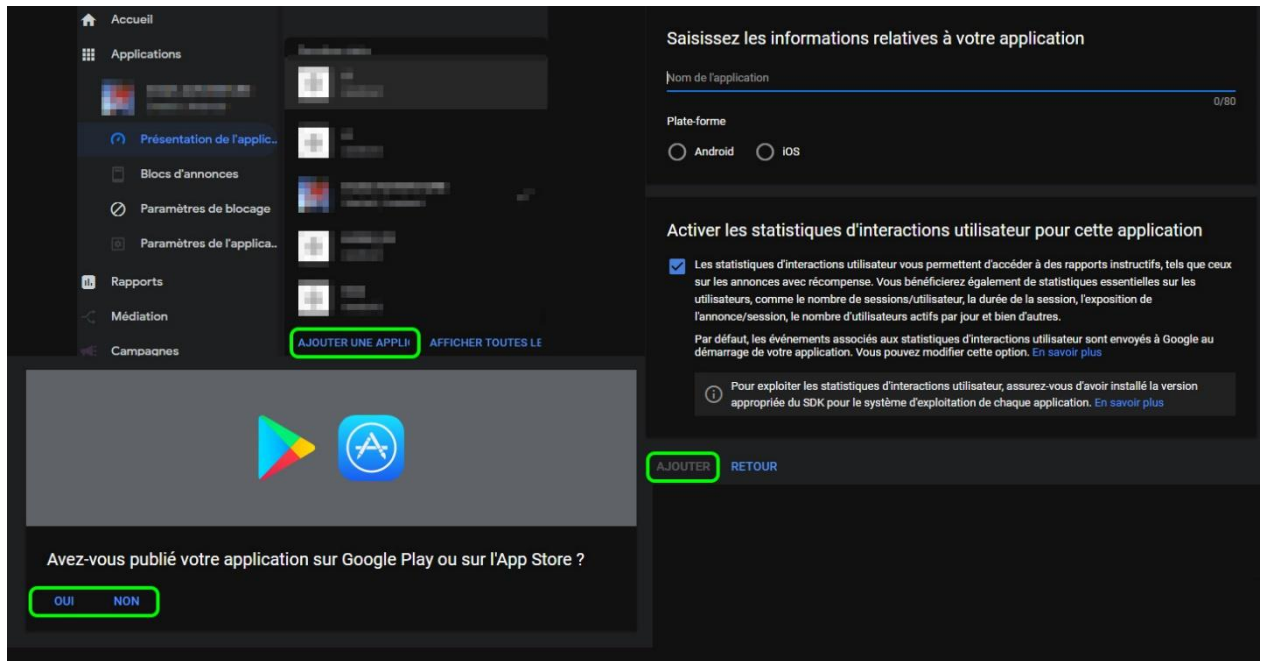 Accueil
Applications
Présentation de l'applic..
Blocs d'annonces
Paramètres de blocage
Paramètres de l'applica..
Rapports
Médiation
Campagnes
AJOUTER UNE APPLI
AFFICHER TOUTES LE
Avez-vous publié votre application sur Google Play ou sur l'App Store ?
OUI NON
Saisissez les informations relatives à votre application
Nom de l'application
0/80
Plate-forme
Android iOS
Activer les statistiques d'interactions utilisateur pour cette application
Les statistiques d'interactions utilisateur vous permettent d'accéder à des rapports instructifs, tels que ceux
sur les annonces avec récompense. Vous bénéficierez également de statistiques essentielles sur les
utilisateurs, comme le nombre de sessions/utilisateur, la durée de la session, l'exposition de
l'annonce/session, le nombre d'utilisateurs actifs par jour et bien d'autres.
Par défaut, les événements associés aux statistiques d'interactions utilisateur sont envoyés à Google au
démarrage de votre application. Vous pouvez modifier cette option. En savoir plus
Pour exploiter les statistiques d'interactions utilisateur, assurez-vous d'avoir installé la version
appropriée du SDK pour le système d'exploitation de chaque application. En savoir plus
AJOUTER RETOUR